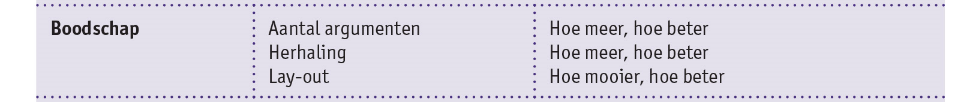 Boodschap Aantal argumenten Hoe meer, hoe beter
Herhaling Hoe meer, hoe beter
Lay-out Hoe mooier, hoe beter